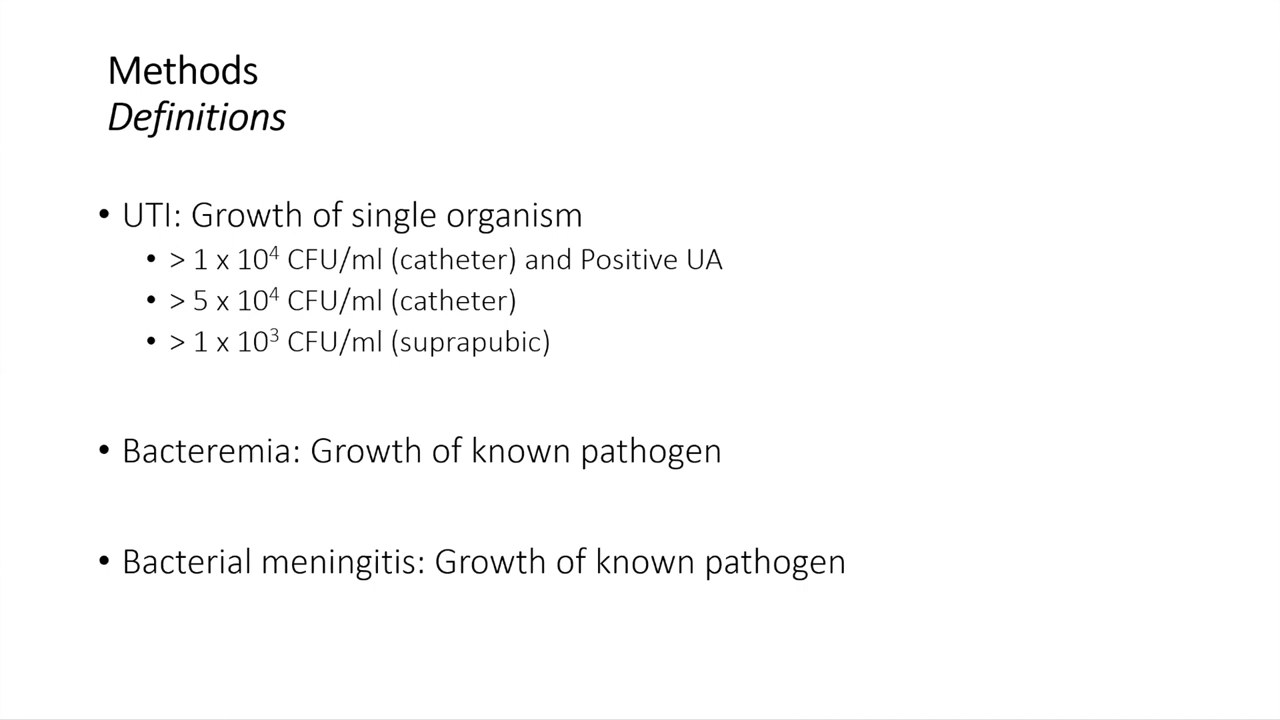 Methods
Definitions
• UTI: Growth of single organism
• > 1 x 10⁴ CFU/ml (catheter) and Positive UA
• > 5 x 10⁴ CFU/ml (catheter)
• > 1 x 10³ CFU/ml (suprapubic)
• Bacteremia: Growth of known pathogen
• Bacterial meningitis: Growth of known pathogen